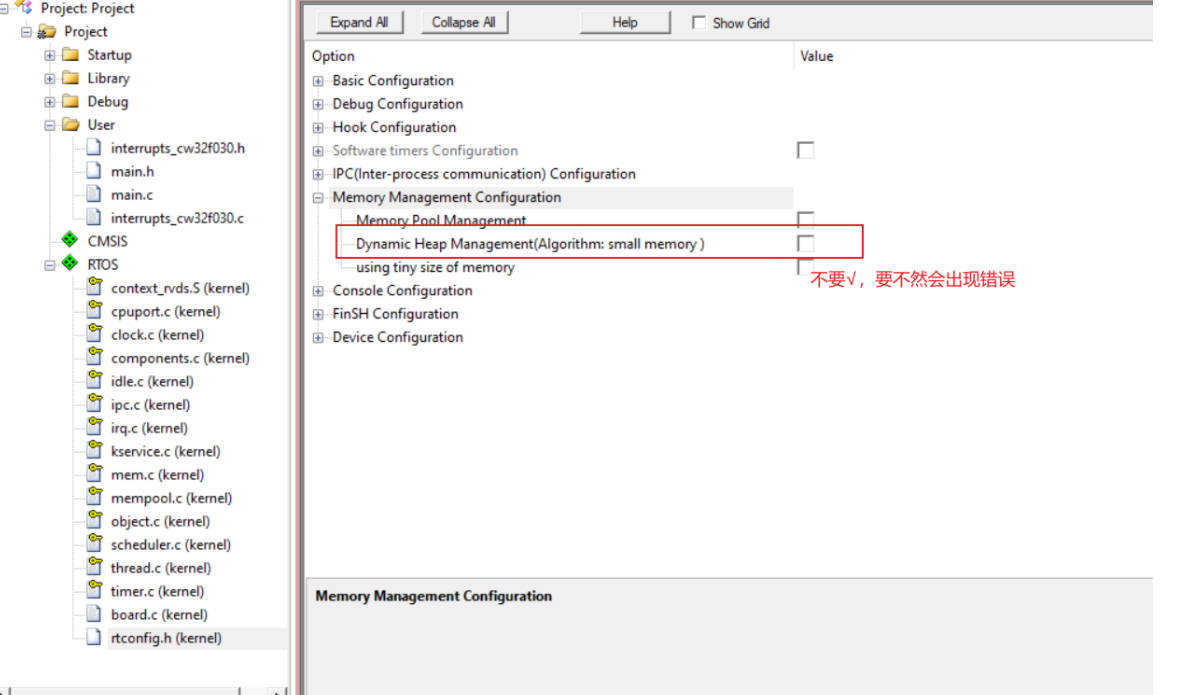 Project: Project
Project
Startup
Library
Debug
User
interrupts_cw32f030.h
main.h
main.c
interrupts_cw32f030.c
CMSIS
RTOS
context_rvds.S (kernel)
cpuport.c (kernel)
clock.c (kernel)
components.c (kernel)
idle.c (kernel)
ipc.c (kernel)
irq.c (kernel)
kservice.c (kernel)
mem.c (kernel)
mempool.c (kernel)
object.c (kernel)
scheduler.c (kernel)
thread.c (kernel)
timer.c (kernel)
board.c (kernel)
rtconfig.h (kernel)
Expand All Collapse All Help Show Grid
Option Value
Basic Configuration
Debug Configuration
Hook Configuration
Software timers Configuration
IPC(Inter-process communication) Configuration
Memory Management Configuration
Memory Pool Management
Dynamic Heap Management(Algorithm: small memory )
using tiny size of memory
不要√，要不然会出现错误
Console Configuration
FinSH Configuration
Device Configuration
Memory Management Configuration